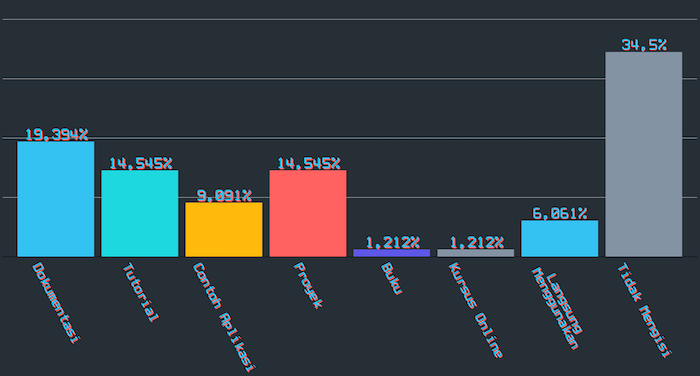 34,5%
19,394%
14,545%
14,545%
9,091%
6,061%
1,212%
1,212%
Dokumentasi
Tutorial
Contoh Aplikasi
Proyek
Buku
Kursus Online
Langsung
Menggunakan
Tidak Mengisi